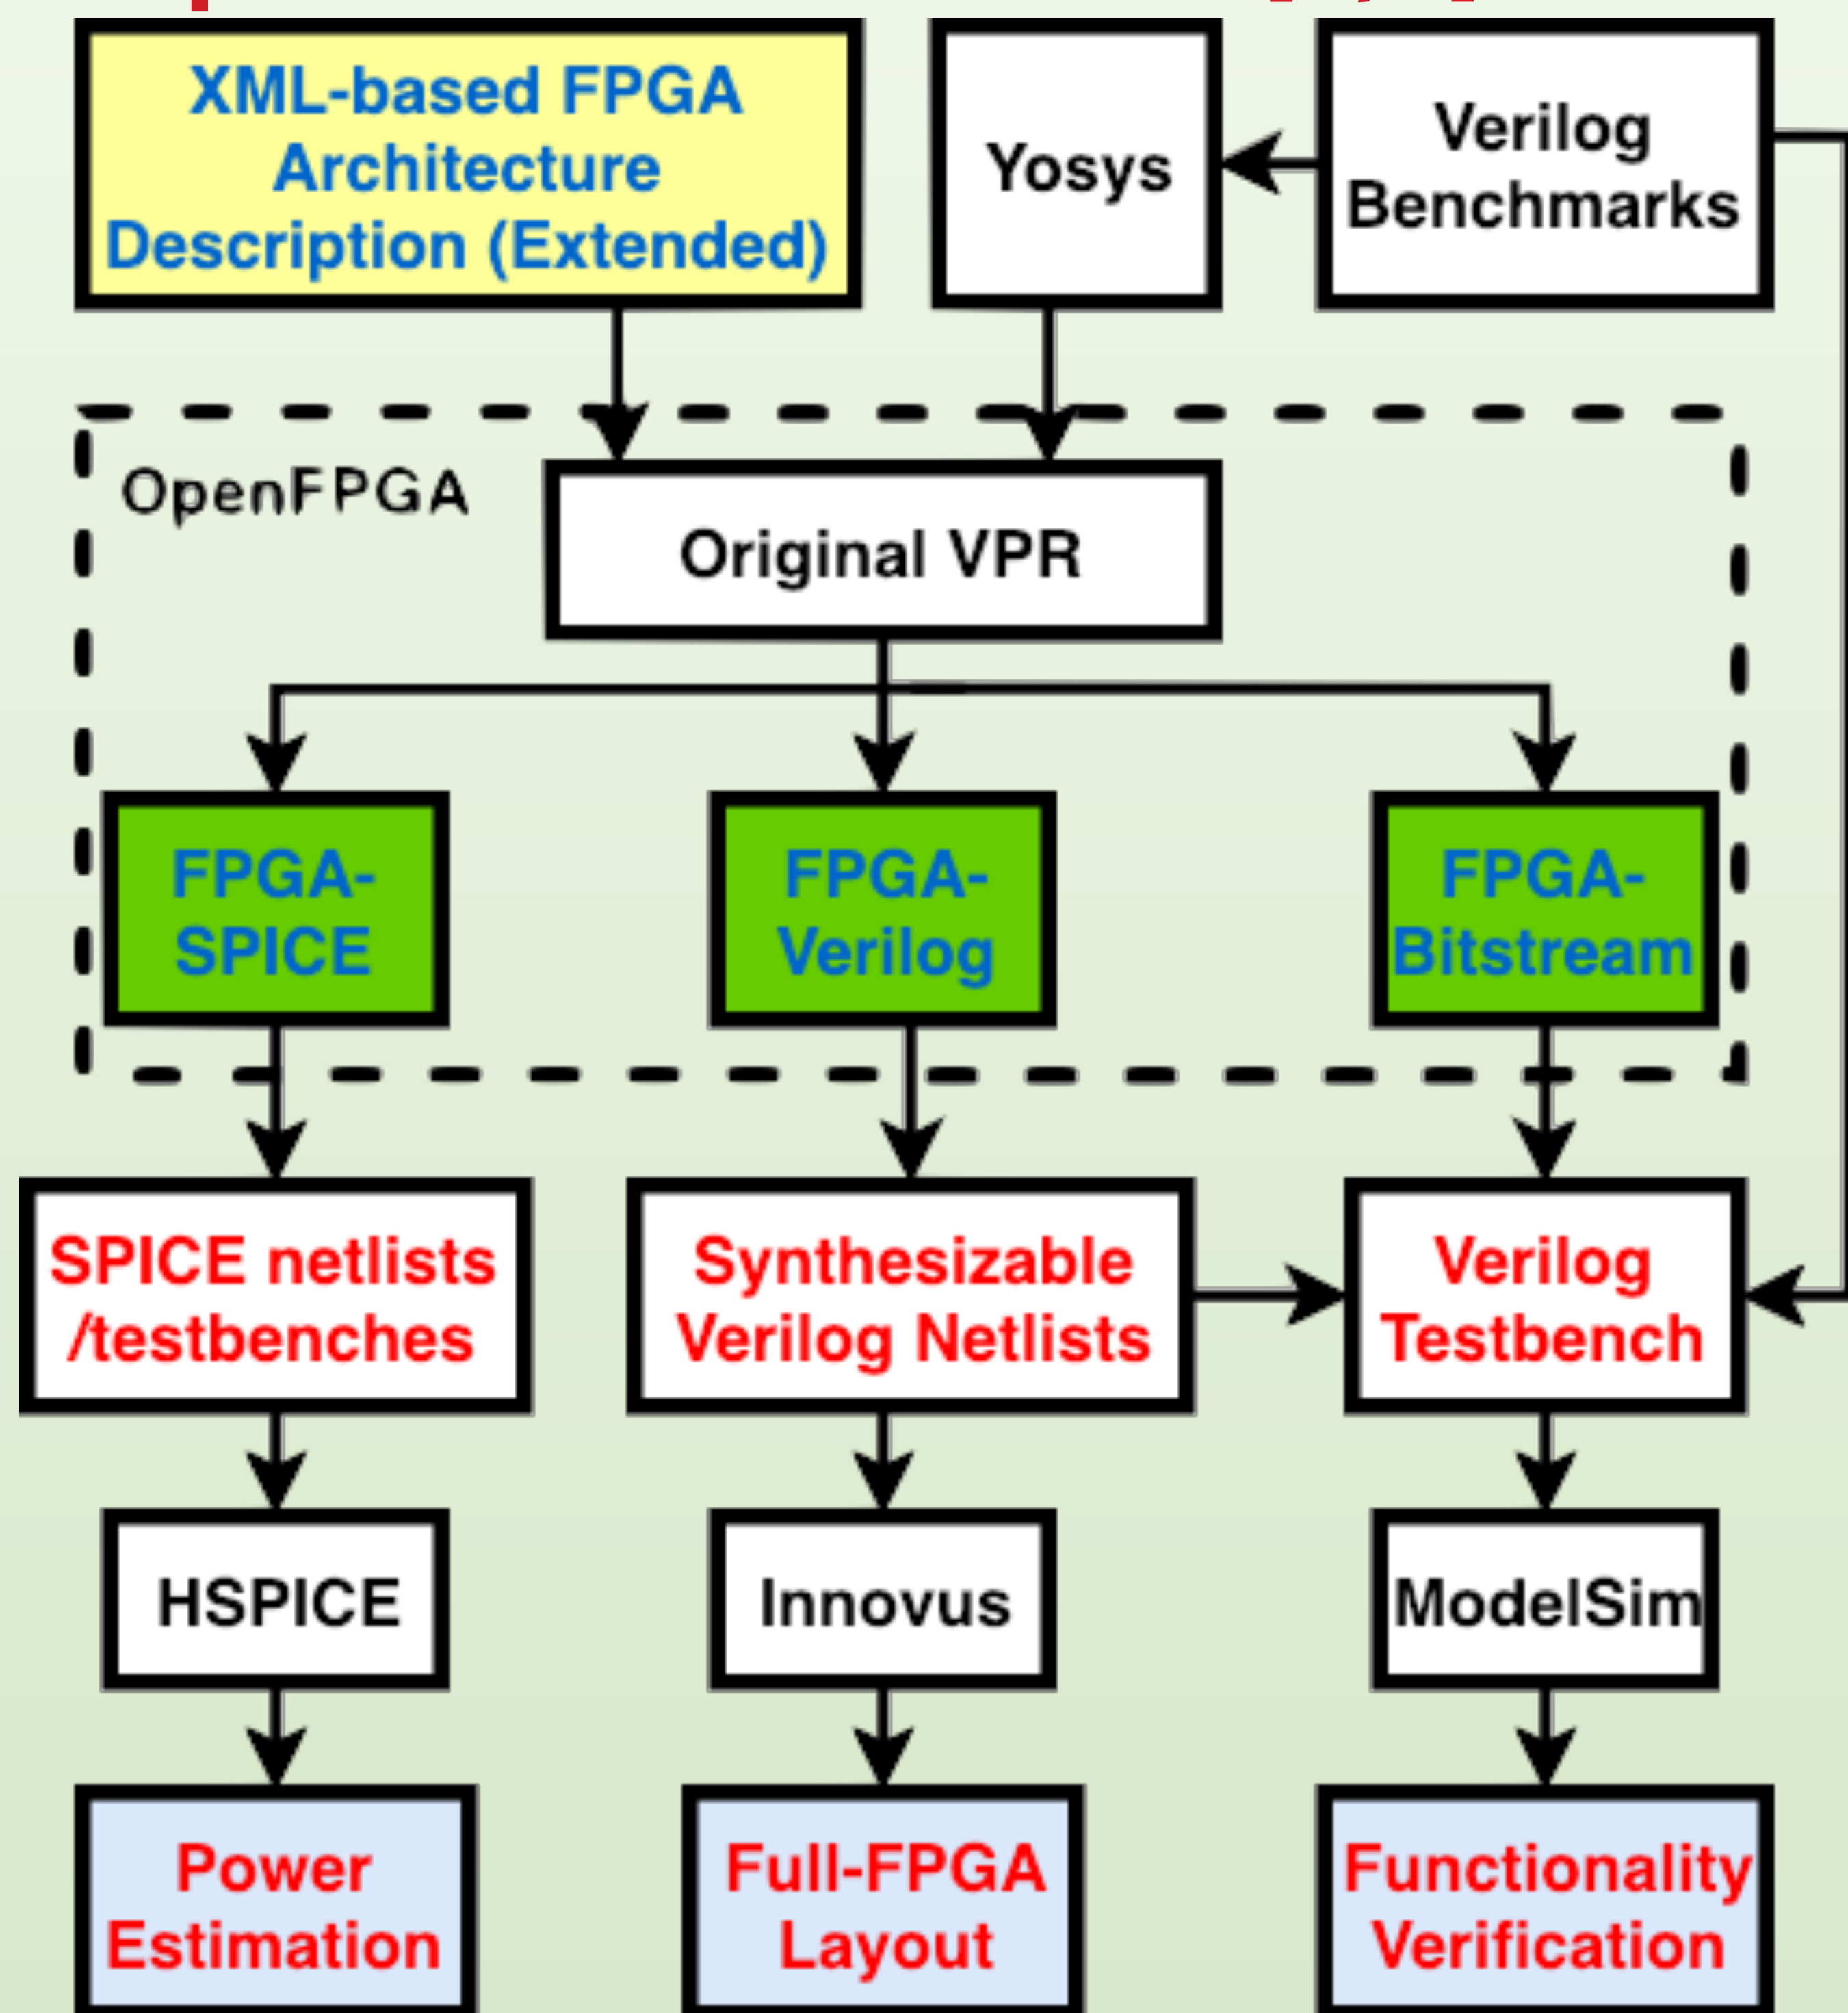 XML-based FPGA
Architecture
Description (Extended)
Yosys
Verilog
Benchmarks
OpenFPGA
Original VPR
FPGA-
SPICE
FPGA-
Verilog
FPGA-
Bitstream
SPICE netlists
/testbenches
Synthesizable
Verilog Netlists
Verilog
Testbench
HSPICE
Innovus
ModelSim
Power
Estimation
Full-FPGA
Layout
Functionality
Verification